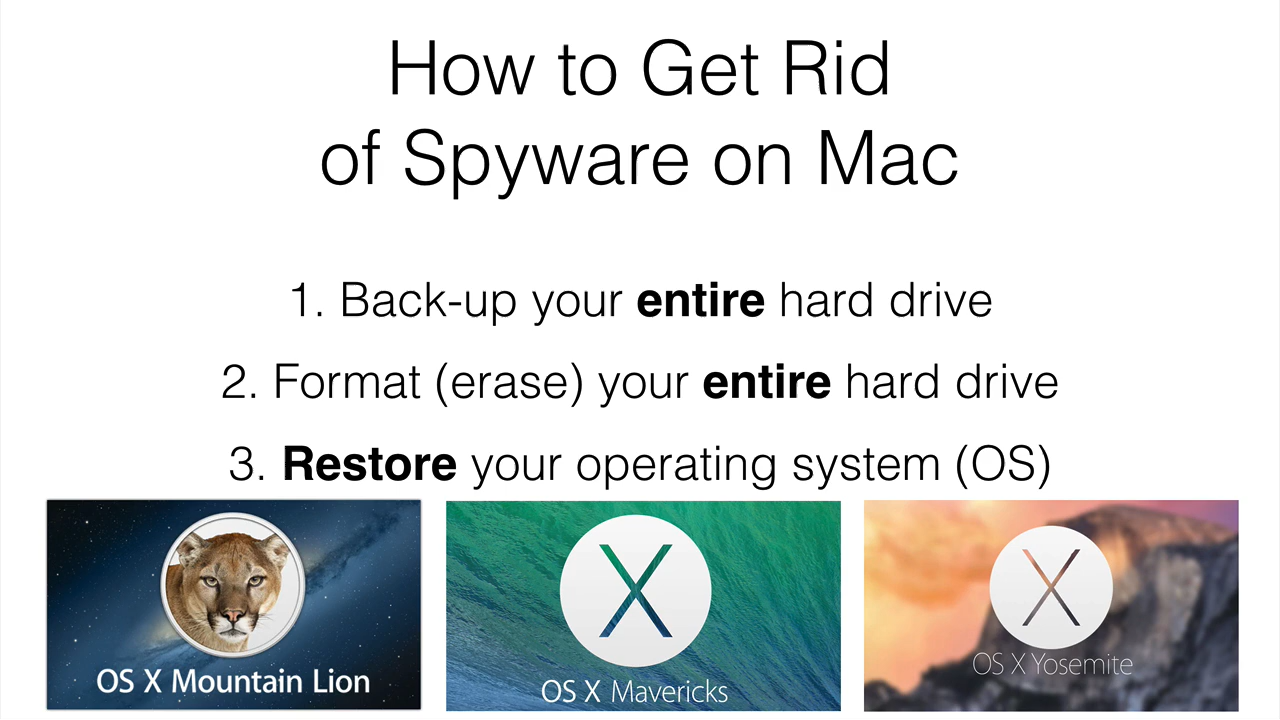 How to Get Rid
of Spyware on Mac
1. Back-up your entire hard drive
2. Format (erase) your entire hard drive
3. Restore your operating system (OS)
OS X Mountain Lion
X
OS X Mavericks
X
OS X Yosemite